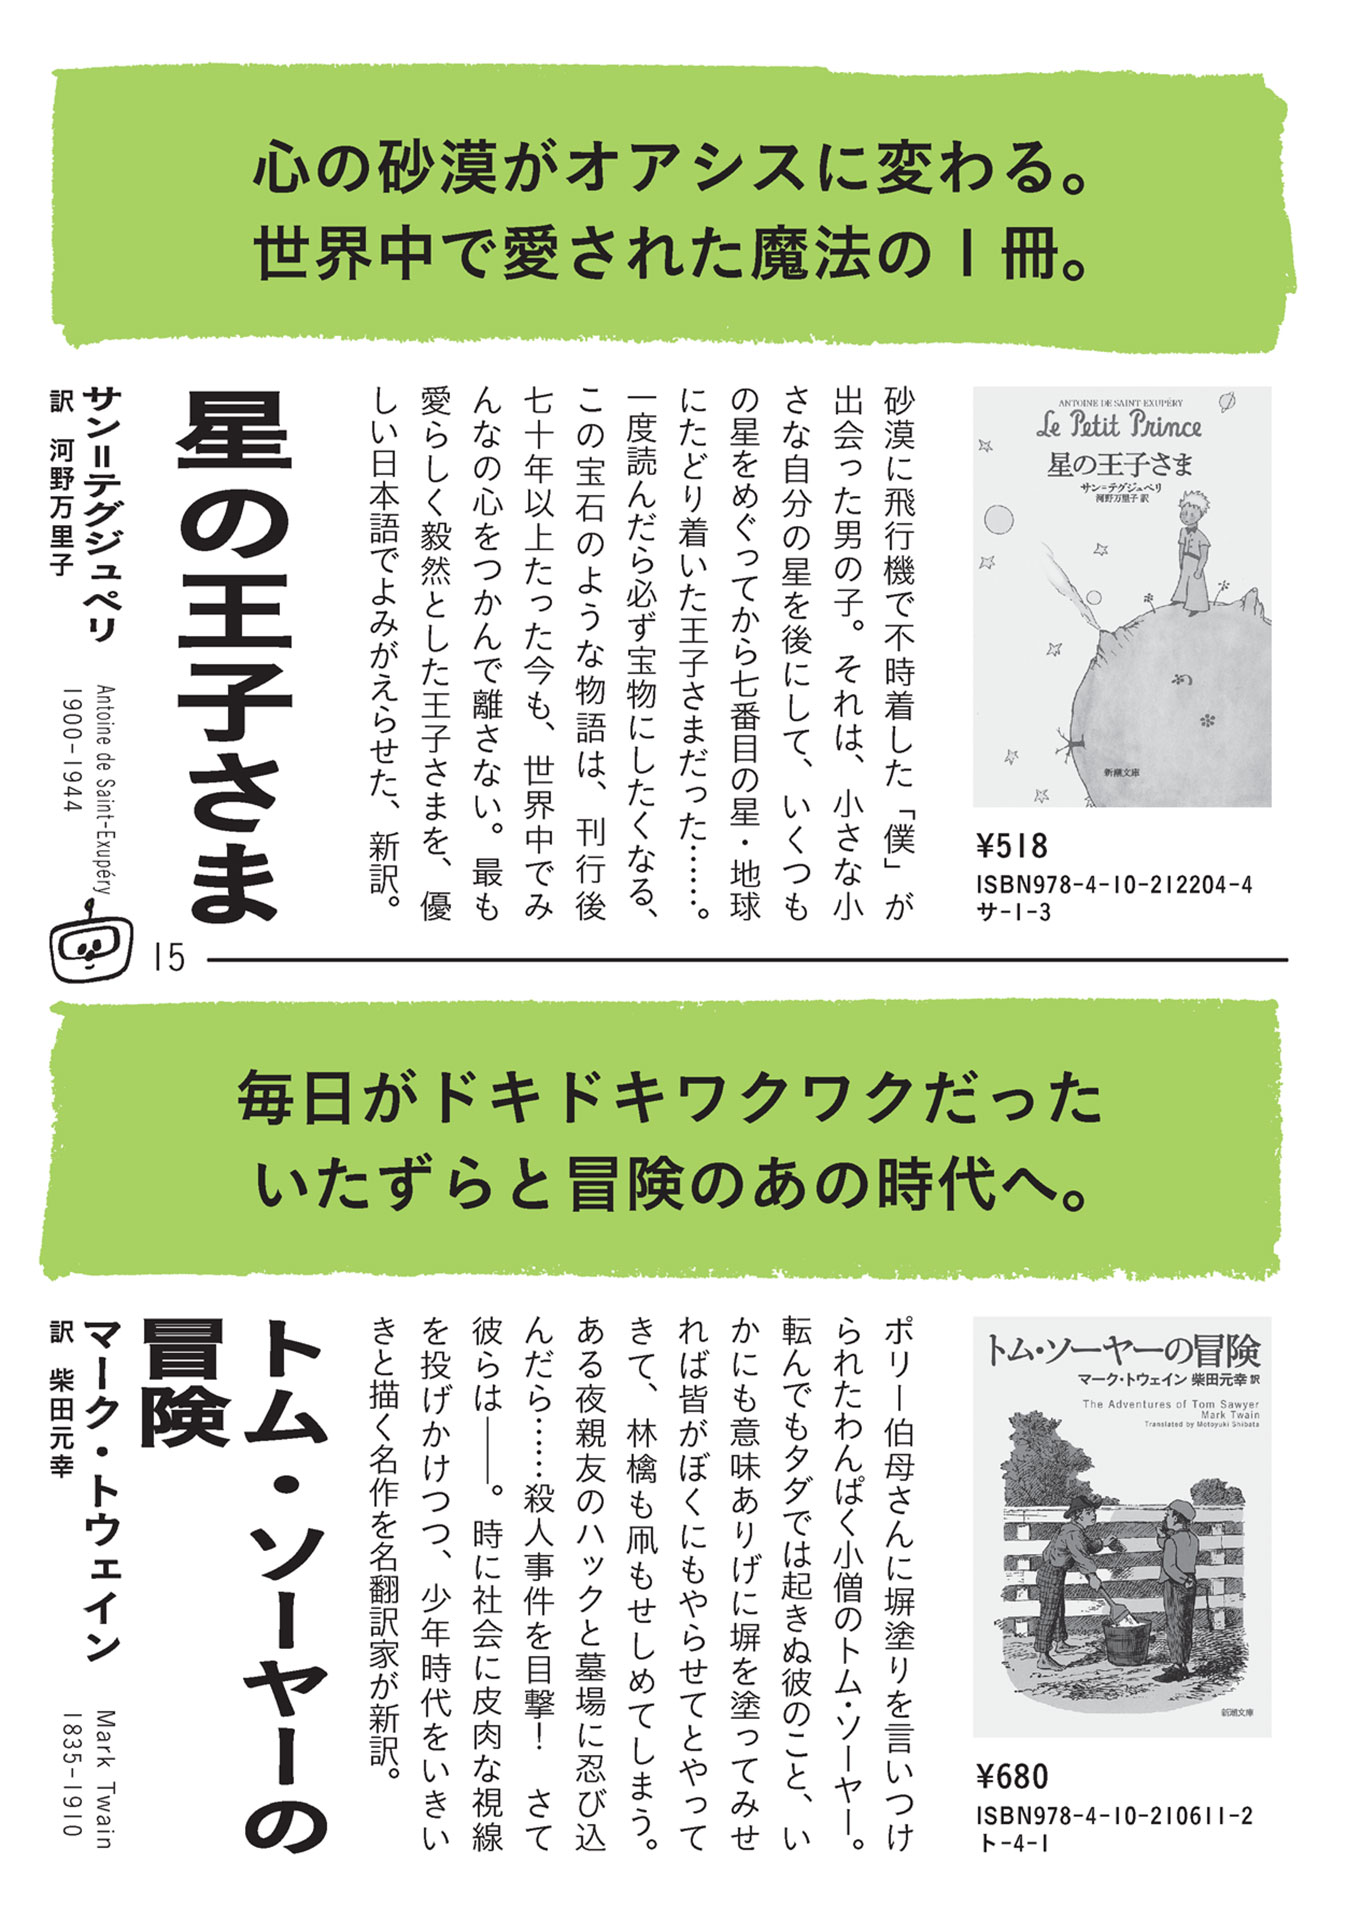 心の砂漠がオアシスに変わる。
世界中で愛された魔法の1冊。
ANTOINE DE SAINT EXUPÉRY
Le Petit Prince
星の王子さま
サン=テグジュペリ
河野万里子 訳
新潮文庫
¥518
ISBN978-4-10-212204-4
サ-1-3
砂漠に飛行機で不時着した「僕」が
出会った男の子。それは、小さな小
さな自分の星を後にして、いくつも
の星をめぐってから七番目の星・地球
にたどり着いた王子さまだった……。
一度読んだら必ず宝物にしたくなる、
この宝石のような物語は、刊行後
七十年以上たった今も、世界中でみ
んなの心をつかんで離さない。最も
愛らしく毅然とした王子さまを、優
しい日本語でよみがえらせた、新訳。
星の王子さま
サン=テグジュペリ
Antoine de Saint-Exupéry
訳 河野万里子
1900-1944
15
毎日がドキドキワクワクだった
いたずらと冒険のあの時代へ。
トム・ソーヤーの冒険
マーク・トウェイン 柴田元幸 訳
The Adventures of Tom Sawyer
Mark Twain
Translated by Motoyuki Shibata
新潮文庫
¥680
ISBN978-4-10-210611-2
ト-4-1
ポリー伯母さんに塀塗りを言いつけ
られたわんぱく小僧のトム・ソーヤー。
転んでもタダでは起きぬ彼のこと、い
かにも意味ありげに塀を塗ってみせ
れば皆がぼくにもやらせてとやって
きて、林檎も凧もせしめてしまう。
ある夜親友のハックと墓場に忍び込
んだら……殺人事件を目撃! さて
彼らは――。時に社会に皮肉な視線
を投げかけつつ、少年時代をいきい
きと描く名作を名翻訳家が新訳。
トム・ソーヤーの
冒険
マーク・トウェイン
Mark Twain
訳 柴田元幸
1835-1910